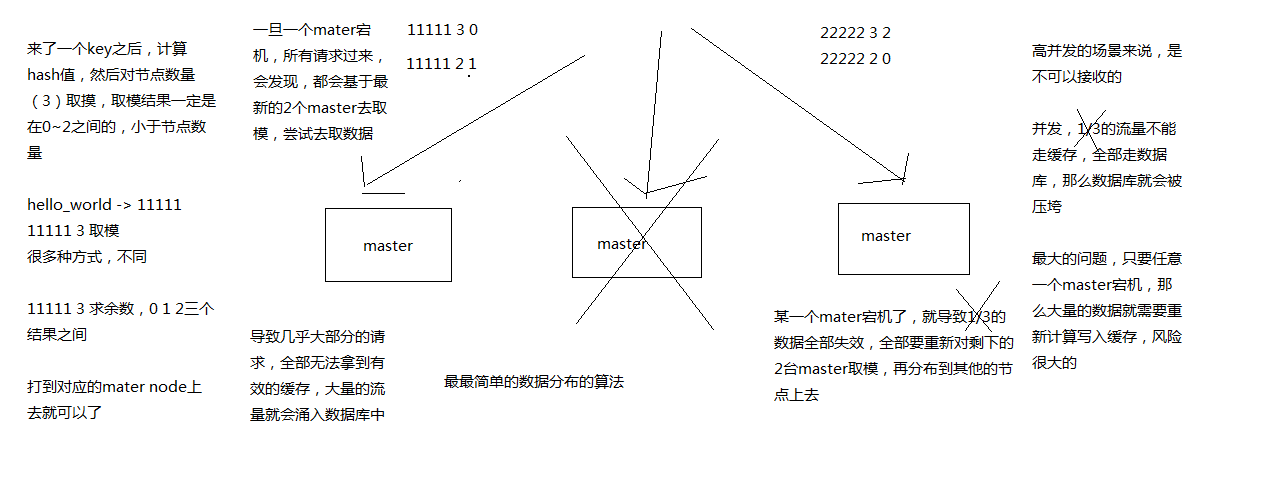 来了一个key之后，计算
hash值，然后对节点数量
（3）取摸，取模结果一定是
在0~2之间的，小于节点数
量
hello_world -> 11111
11111 3 取模
很多种方式，不同
11111 3 求余数，0 1 2三个
结果之间
打到对应的mater node上
去就可以了
一旦一个mater宕
机，所有请求过来，
会发现，都会基于最
新的2个master去取
模，尝试去取数据
11111 3 0
11111 2 1
22222 3 2
22222 2 0
master
master
master
导致几乎大部分的请
求，全部无法拿到有
效的缓存，大量的流
量就会涌入数据库中
最最简单的数据分布的算法
某一个mater宕机了，就导致1/3的
数据全部失效，全部要重新对剩下的
2台master取模，再分布到其他的节
点上去
高并发的场景来说，是
不可以接收的
并发，1/3的流量不能
走缓存，全部走数据
库，那么数据库就会被
压垮
最大的问题，只要任意
一个master宕机，那
么大量的数据就需要重
新计算写入缓存，风险
很大的